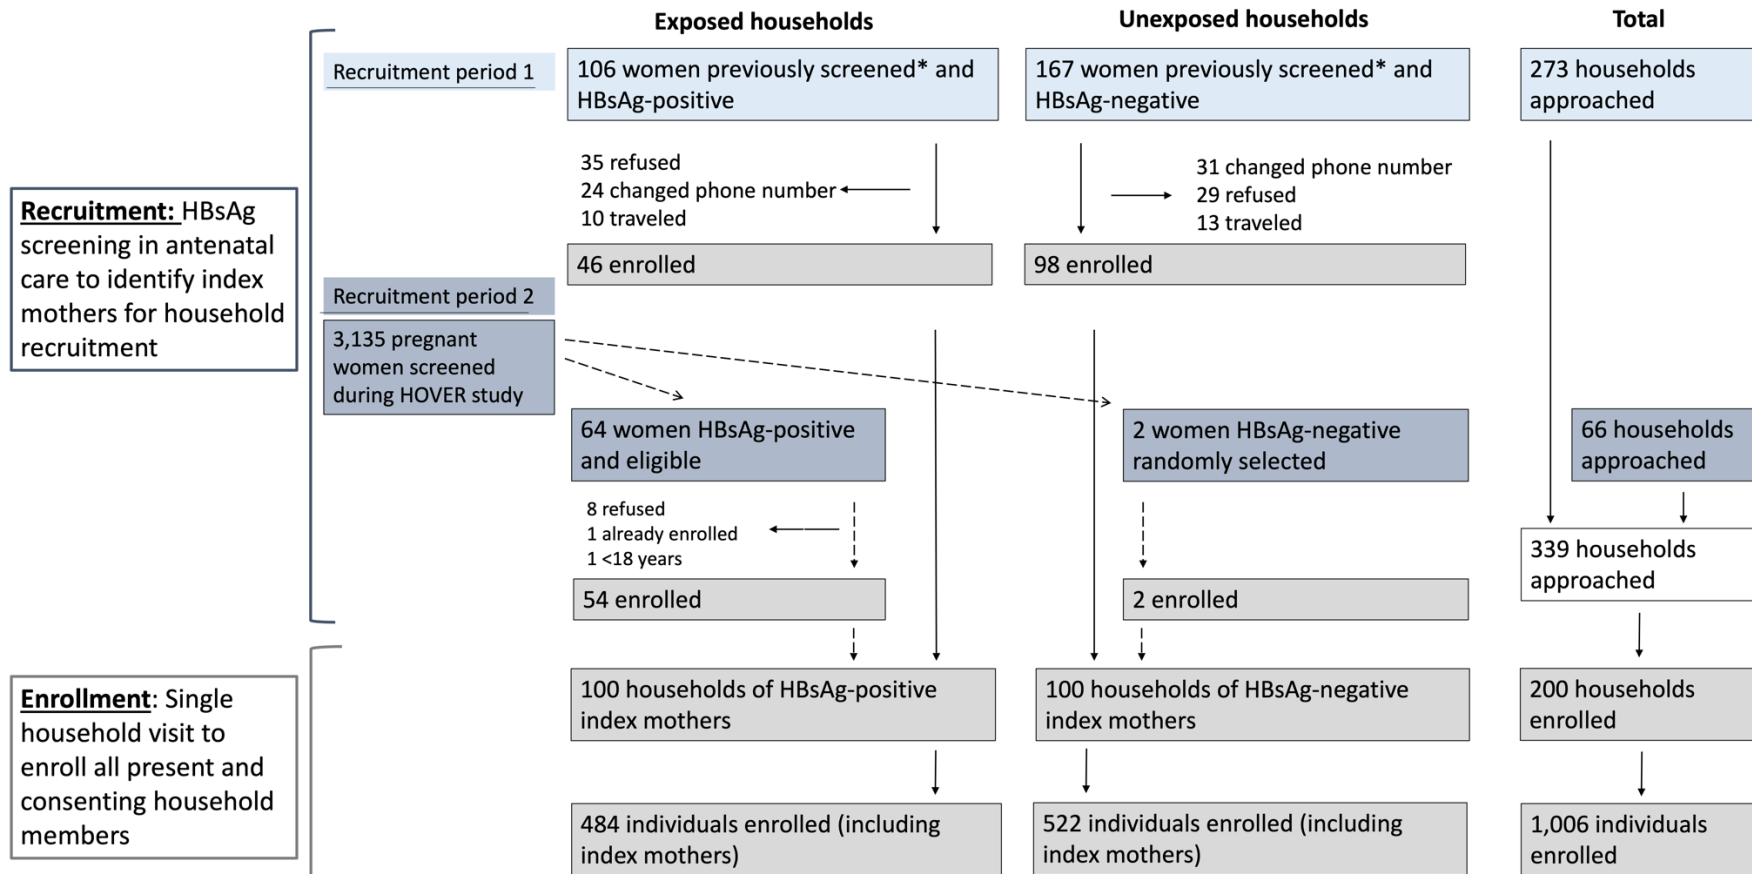 Exposed households
Unexposed households
Total
Recruitment period 1
106 women previously screened* and
HBsAg-positive
167 women previously screened* and
HBsAg-negative
273 households
approached
35 refused
24 changed phone number
10 traveled
31 changed phone number
29 refused
13 traveled
Recruitment: HBsAg
screening in antenatal
care to identify index
mothers for household
recruitment
46 enrolled
98 enrolled
Recruitment period 2
3,135 pregnant
women screened
during HOVER study
64 women HBsAg-positive
and eligible
2 women HBsAg-negative
randomly selected
66 households
approached
8 refused
1 already enrolled
1 <18 years
339 households
approached
54 enrolled
2 enrolled
Enrollment: Single
household visit to
enroll all present and
consenting household
members
100 households of HBsAg-positive
index mothers
100 households of HBsAg-negative
index mothers
200 households
enrolled
484 individuals enrolled (including
index mothers)
522 individuals enrolled (including
index mothers)
1,006 individuals
enrolled